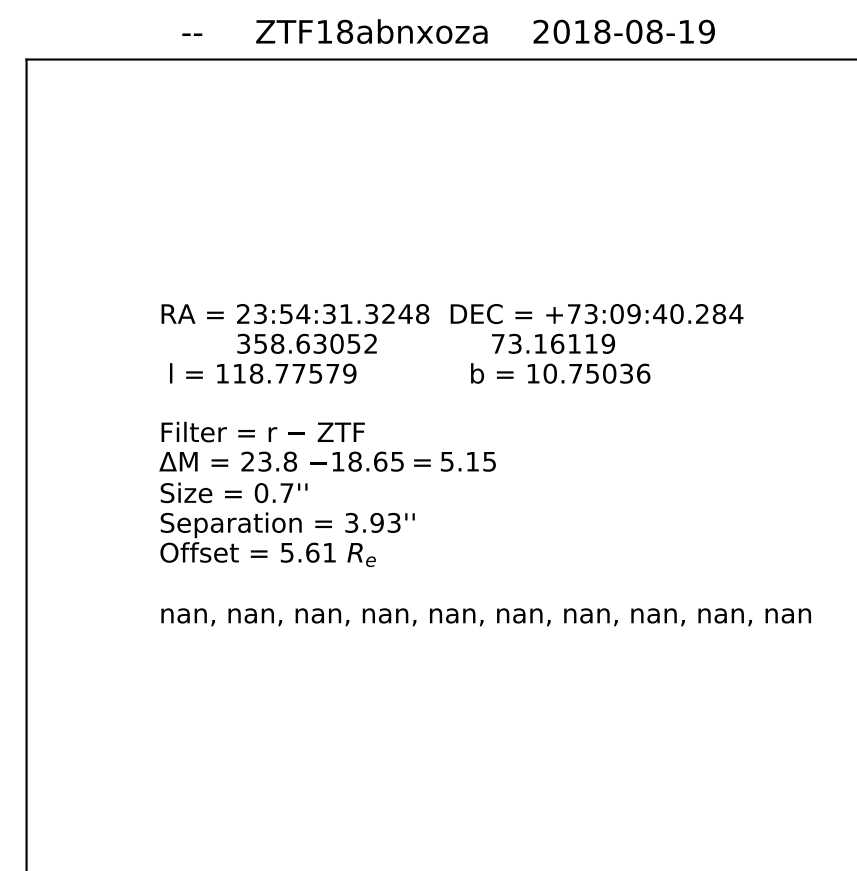 -- ZTF18abnxoza 2018-08-19
RA = 23:54:31.3248 DEC = +73:09:40.284
358.63052 73.16119
l = 118.77579 b = 10.75036
Filter = r − ZTF
ΔM = 23.8 −18.65 = 5.15
Size = 0.7''
Separation = 3.93''
Offset = 5.61 Re
nan, nan, nan, nan, nan, nan, nan, nan, nan, nan